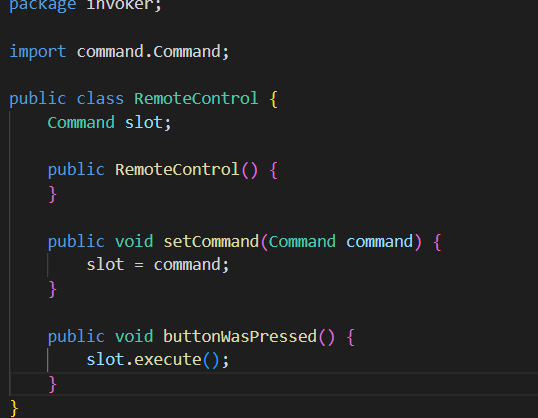 package invoker;
import command.Command;
public class RemoteControl {
Command slot;
public RemoteControl() {
}
public void setCommand(Command command) {
slot = command;
}
public void buttonWasPressed() {
slot.execute();
}
}